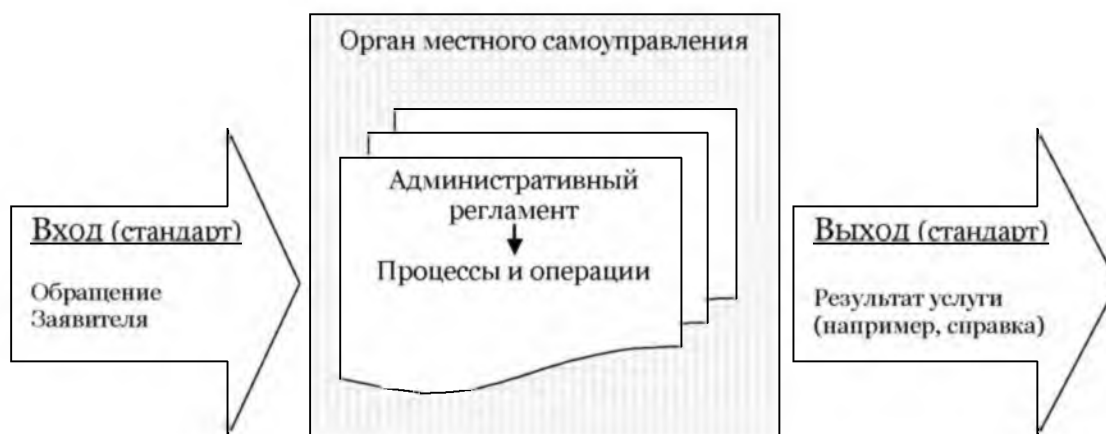 Орган местного самоуправления
Административный
регламент
Процессы и операции
Вход (стандарт)
Обращение
Заявителя
Выход (стандарт)
Результат услуги
(например, справка)